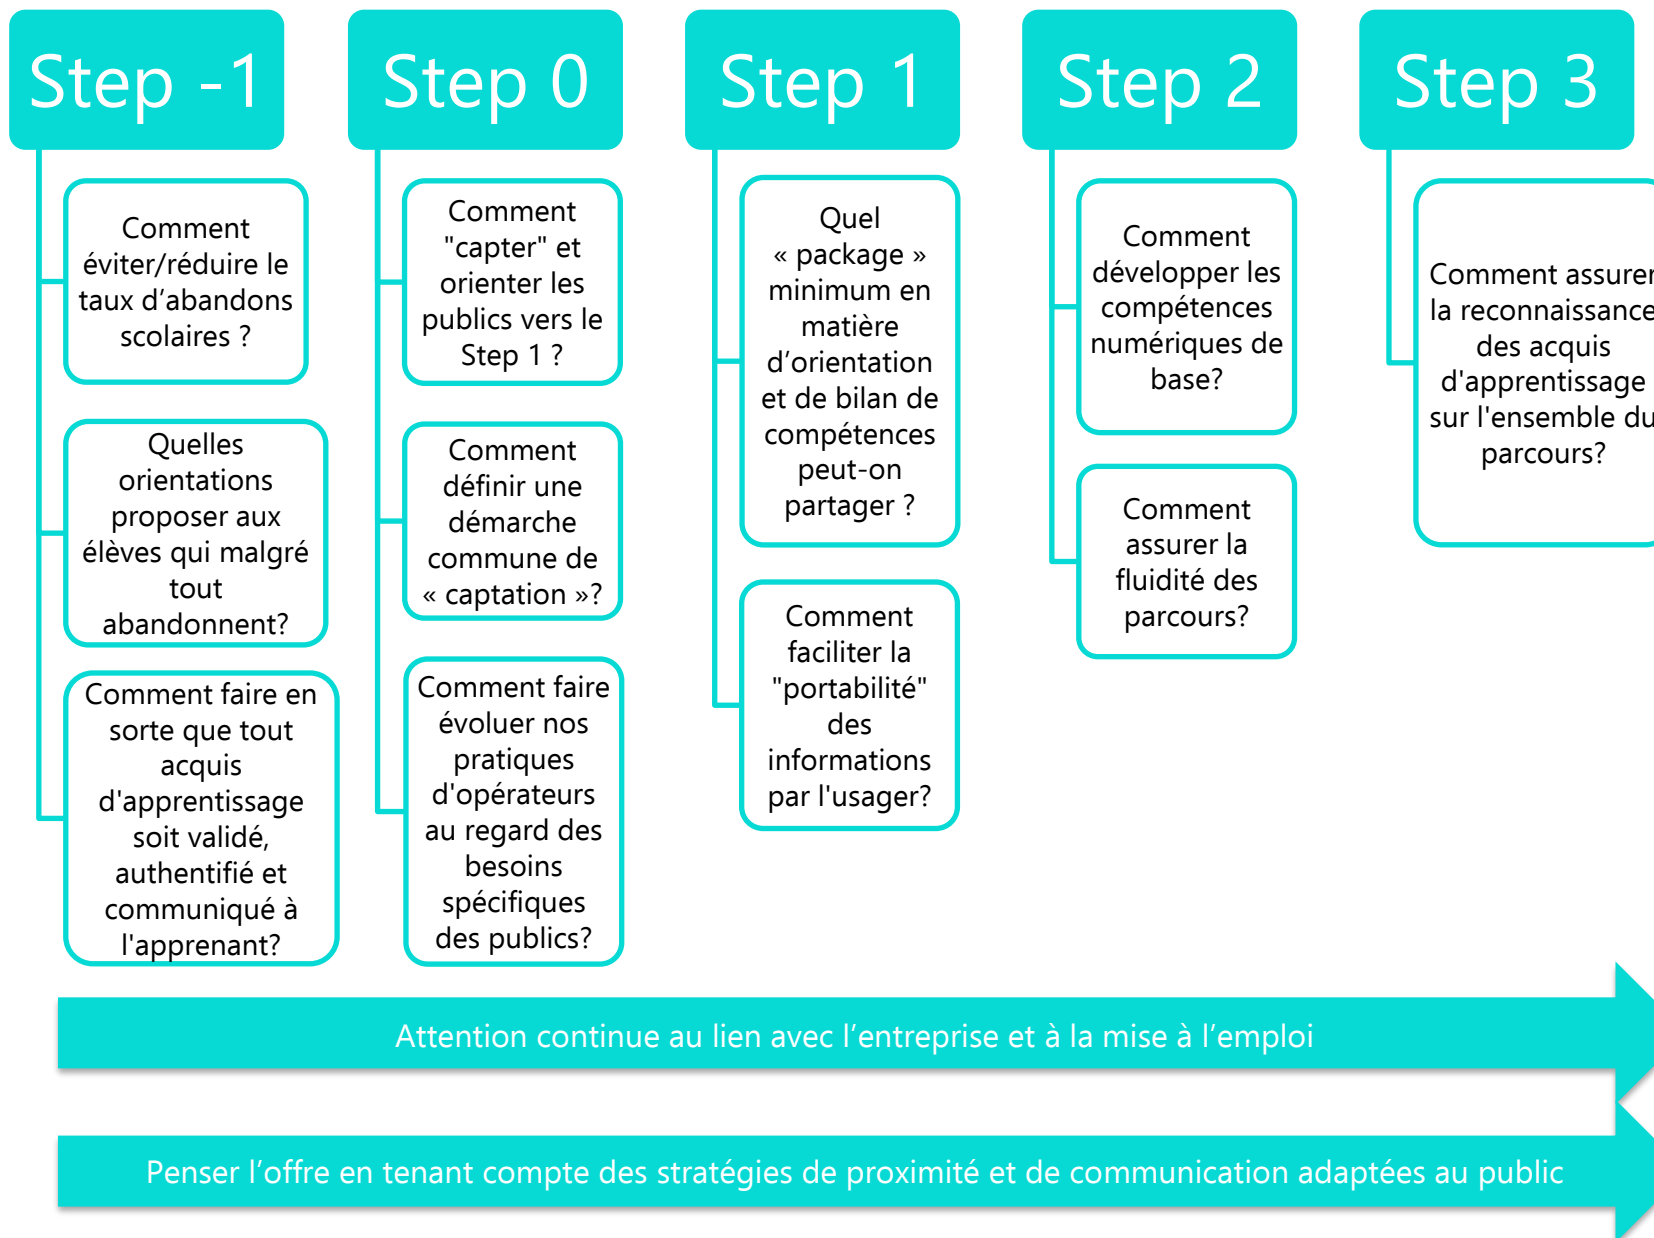 Step -1
Comment
éviter/réduire le
taux d’abandons
scolaires ?
Quelles
orientations
proposer aux
élèves qui malgré
tout
abandonnent?
Comment faire en
sorte que tout
acquis
d'apprentissage
soit validé,
authentifié et
communiqué à
l'apprenant?
Step 0
Comment
"capter" et
orienter les
publics vers le
Step 1 ?
Comment
définir une
démarche
commune de
« captation »?
Comment faire
évoluer nos
pratiques
d'opérateurs
au regard des
besoins
spécifiques
des publics?
Step 1
Quel
« package »
minimum en
matière
d’orientation
et de bilan de
compétences
peut-on
partager ?
Comment
faciliter la
"portabilité"
des
informations
par l'usager?
Step 2
Comment
développer les
compétences
numériques de
base?
Comment
assurer la
fluidité des
parcours?
Step 3
Comment assurer
la reconnaissance
des acquis
d'apprentissage
sur l'ensemble du
parcours?
Attention continue au lien avec l’entreprise et à la mise à l’emploi
Penser l’offre en tenant compte des stratégies de proximité et de communication adaptées au public